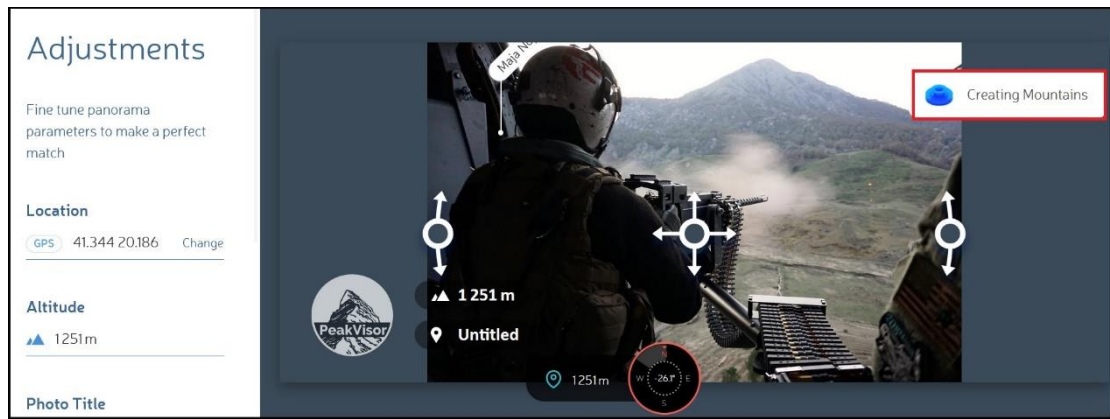 Adjustments
Fine tune panorama
parameters to make a perfect
match
Location
GPS 41.344 20.186 Change
Altitude
1251m
Photo Title
Creating Mountains
1 251 m
PeakVisor
Untitled
1251m
N
W -26.1° E
S